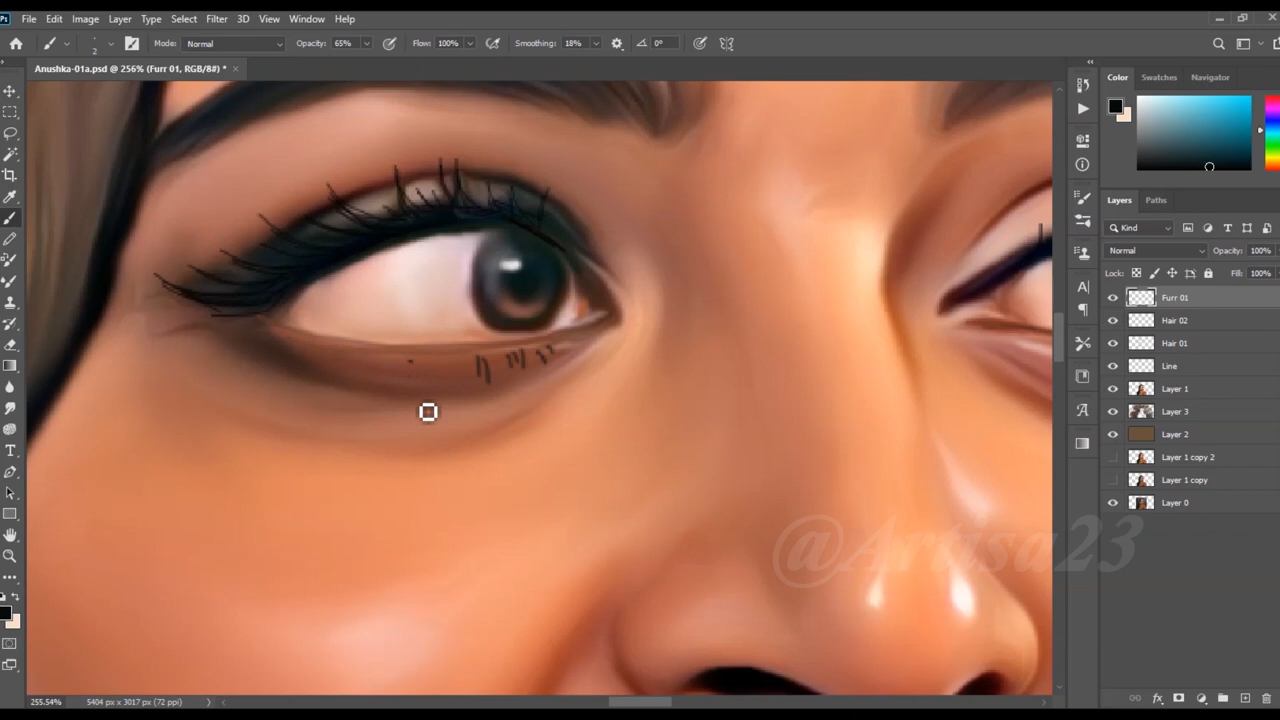 Ps File Edit Image Layer Type Select Filter 3D View Window Help
2 Mode: Normal Opacity: 65% Flow: 100% Smoothing: 18% 0°
Anushka-01a.psd @ 256% (Furr 01, RGB/8#) * ×
Color Swatches Navigator
Layers Paths
Kind
Normal Opacity: 100%
Lock: Fill: 100%
Furr 01
Hair 02
Hair 01
Line
Layer 1
Layer 3
Layer 2
Layer 1 copy 2
Layer 1 copy
Layer 0
@Artisa23
255.54% 5404 px x 3017 px (72 ppi)